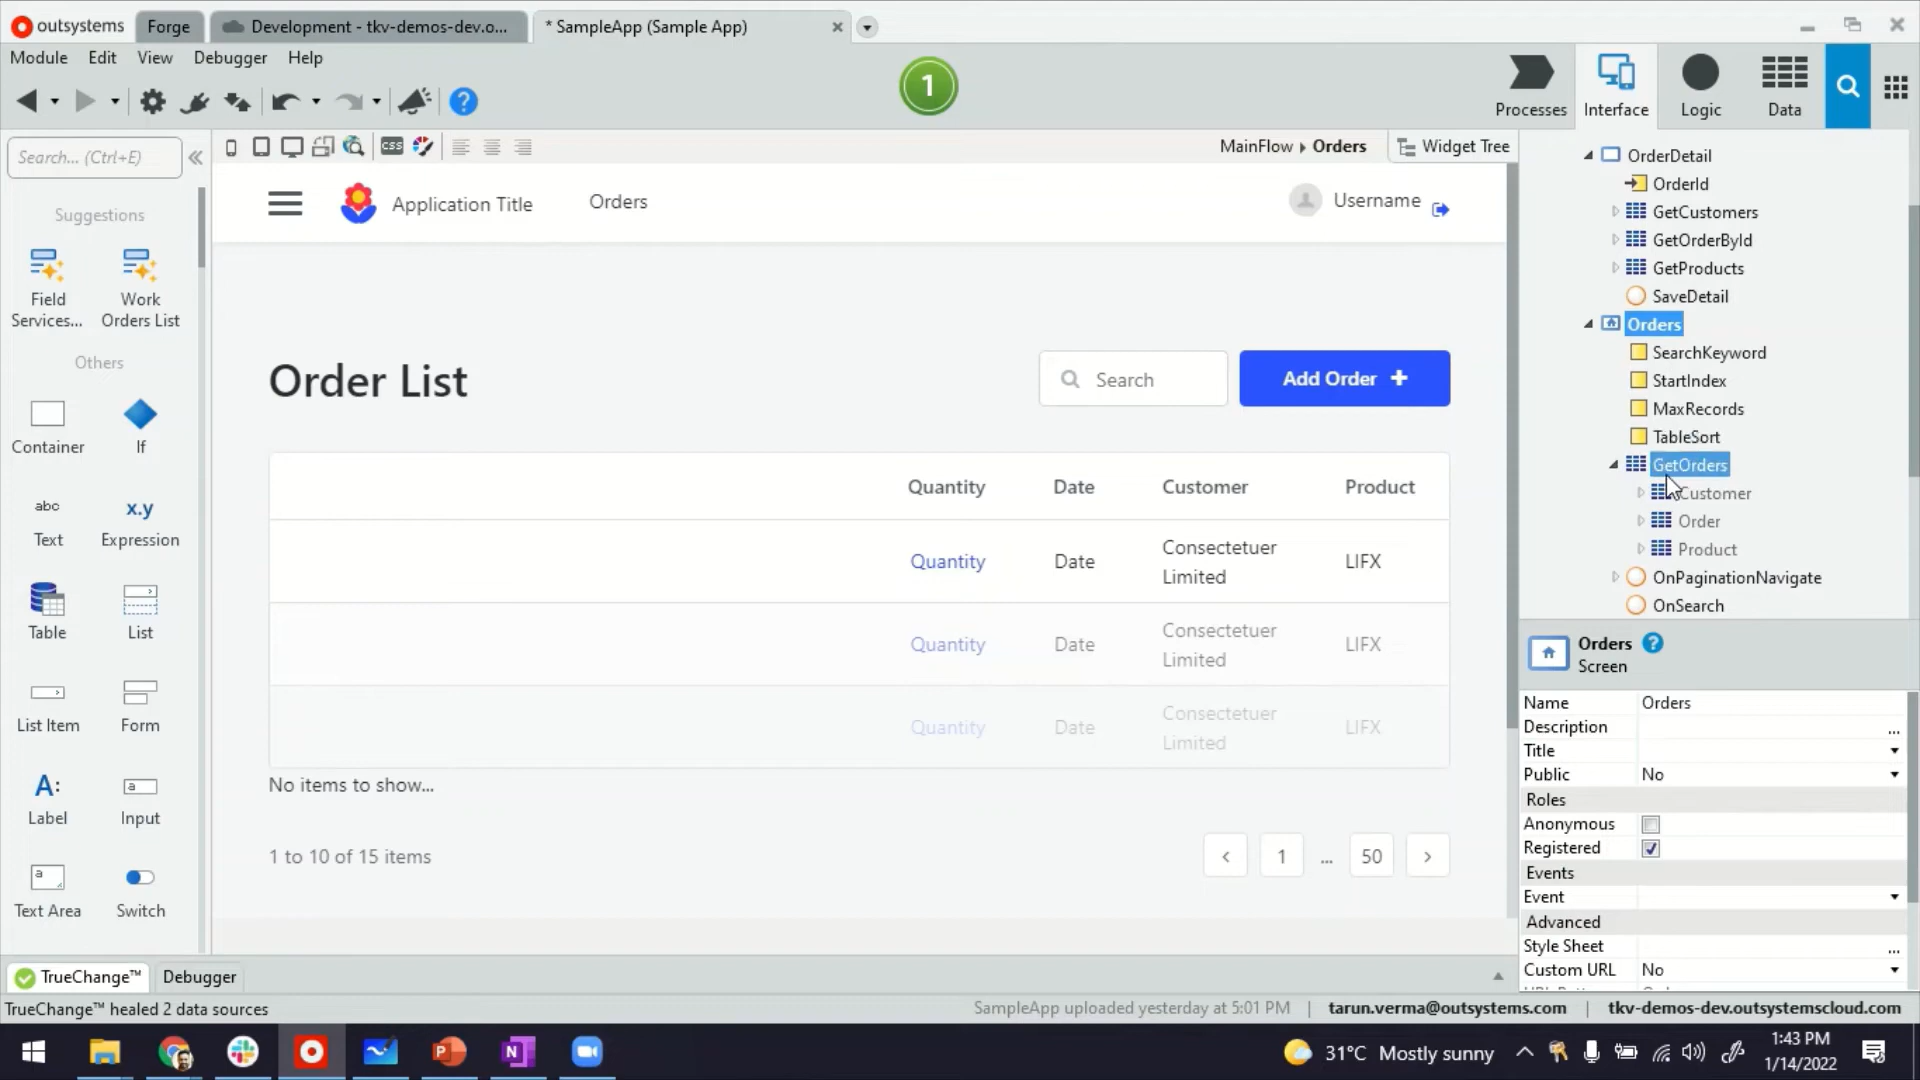 outsystems
Forge
Development - tkv-demos-dev.o...
* SampleApp (Sample App)
Module Edit View Debugger Help
1
Processes
Interface
Logic
Data
Search... (Ctrl+E)
css
MainFlow Orders
Widget Tree
Suggestions
Field
Services...
Work
Orders List
Others
Container
If
abc
Text
x.y
Expression
Table
List
List Item
Form
A:
Label
a
Input
a
Text Area
Switch
Application Title
Orders
Username
Order List
Search
Add Order +
Quantity Date Customer Product
Quantity Date Consectetuer
Limited LIFX
Quantity Date Consectetuer
Limited LIFX
Quantity Date Consectetuer
Limited LIFX
No items to show...
1 to 10 of 15 items
< 1 ... 50 >
OrderDetail
OrderId
GetCustomers
GetOrderById
GetProducts
SaveDetail
Orders
SearchKeyword
StartIndex
MaxRecords
TableSort
GetOrders
Customer
Order
Product
OnPaginationNavigate
OnSearch
Orders ?
Screen
Name Orders
Description ...
Title
Public No
Roles
Anonymous
Registered
Events
Event
Advanced
Style Sheet ...
Custom URL No
TrueChange™
Debugger
TrueChange™ healed 2 data sources
SampleApp uploaded yesterday at 5:01 PM | tarun.verma@outsystems.com | tkv-demos-dev.outsystemscloud.com
31°C Mostly sunny
1:43 PM
1/14/2022